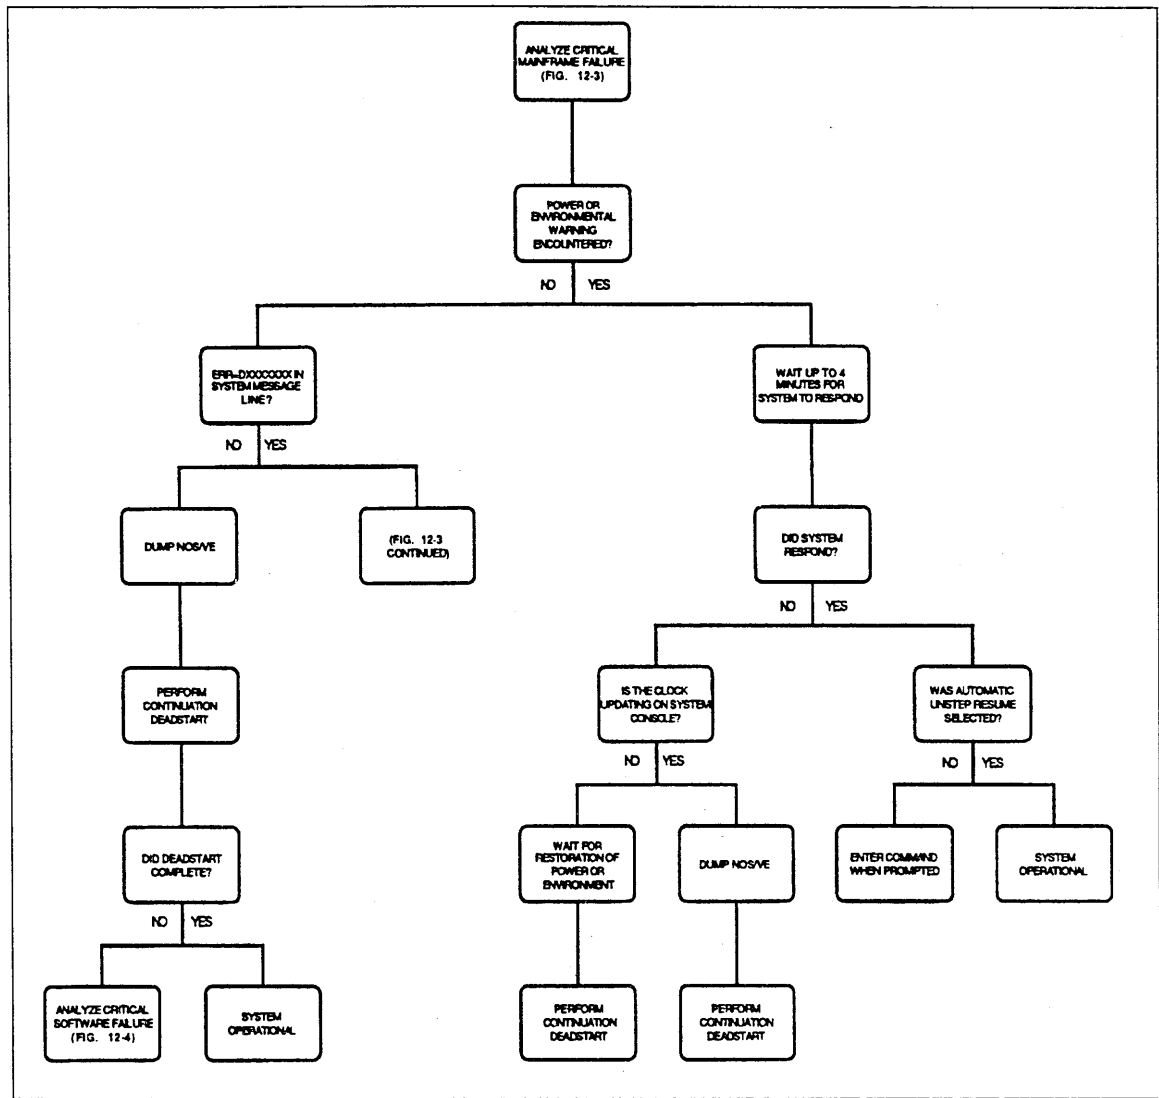 ANALYZE CRITICAL
MAINFRAME FAILURE
(FIG. 12-3)
POWER OR
ENVIRONMENTAL
WARNING
ENCOUNTERED?
NO YES
ERR=DXXXXXXX IN
SYSTEM MESSAGE
LINE?
WAIT UP TO 4
MINUTES FOR
SYSTEM TO RESPOND
NO YES
DUMP NOS/VE
(FIG. 12-3
CONTINUED)
DID SYSTEM
RESPOND?
NO YES
PERFORM
CONTINUATION
DEADSTART
IS THE CLOCK
UPDATING ON SYSTEM
CONSOLE?
WAS AUTOMATIC
UNSTEP RESUME
SELECTED?
NO YES
NO YES
DID DEADSTART
COMPLETE?
WAIT FOR
RESTORATION OF
POWER OR
ENVIRONMENT
DUMP NOS/VE
ENTER COMMAND
WHEN PROMPTED
SYSTEM
OPERATIONAL
NO YES
ANALYZE CRITICAL
SOFTWARE FAILURE
(FIG. 12-4)
SYSTEM
OPERATIONAL
PERFORM
CONTINUATION
DEADSTART
PERFORM
CONTINUATION
DEADSTART